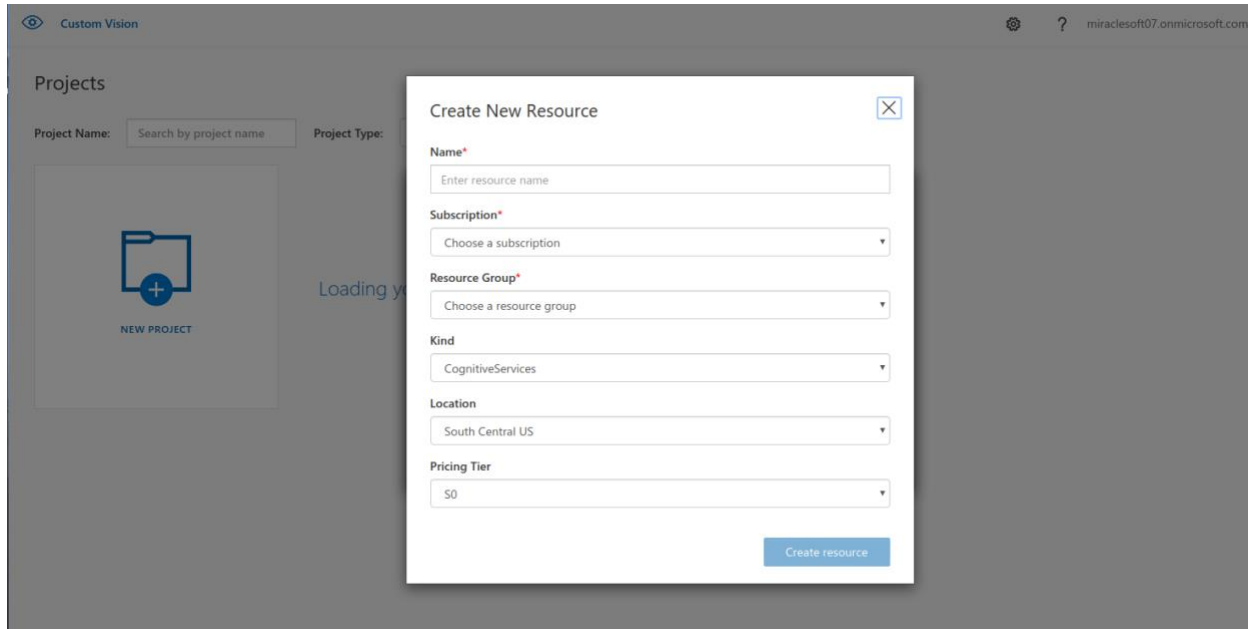 Custom Vision
? miraclesoft07.onmicrosoft.com
Projects
Project Name: Search by project name Project Type:
NEW PROJECT
Loading
Create New Resource
Name*
Enter resource name
Subscription*
Choose a subscription
Resource Group*
Choose a resource group
Kind
CognitiveServices
Location
South Central US
Pricing Tier
S0
Create resource